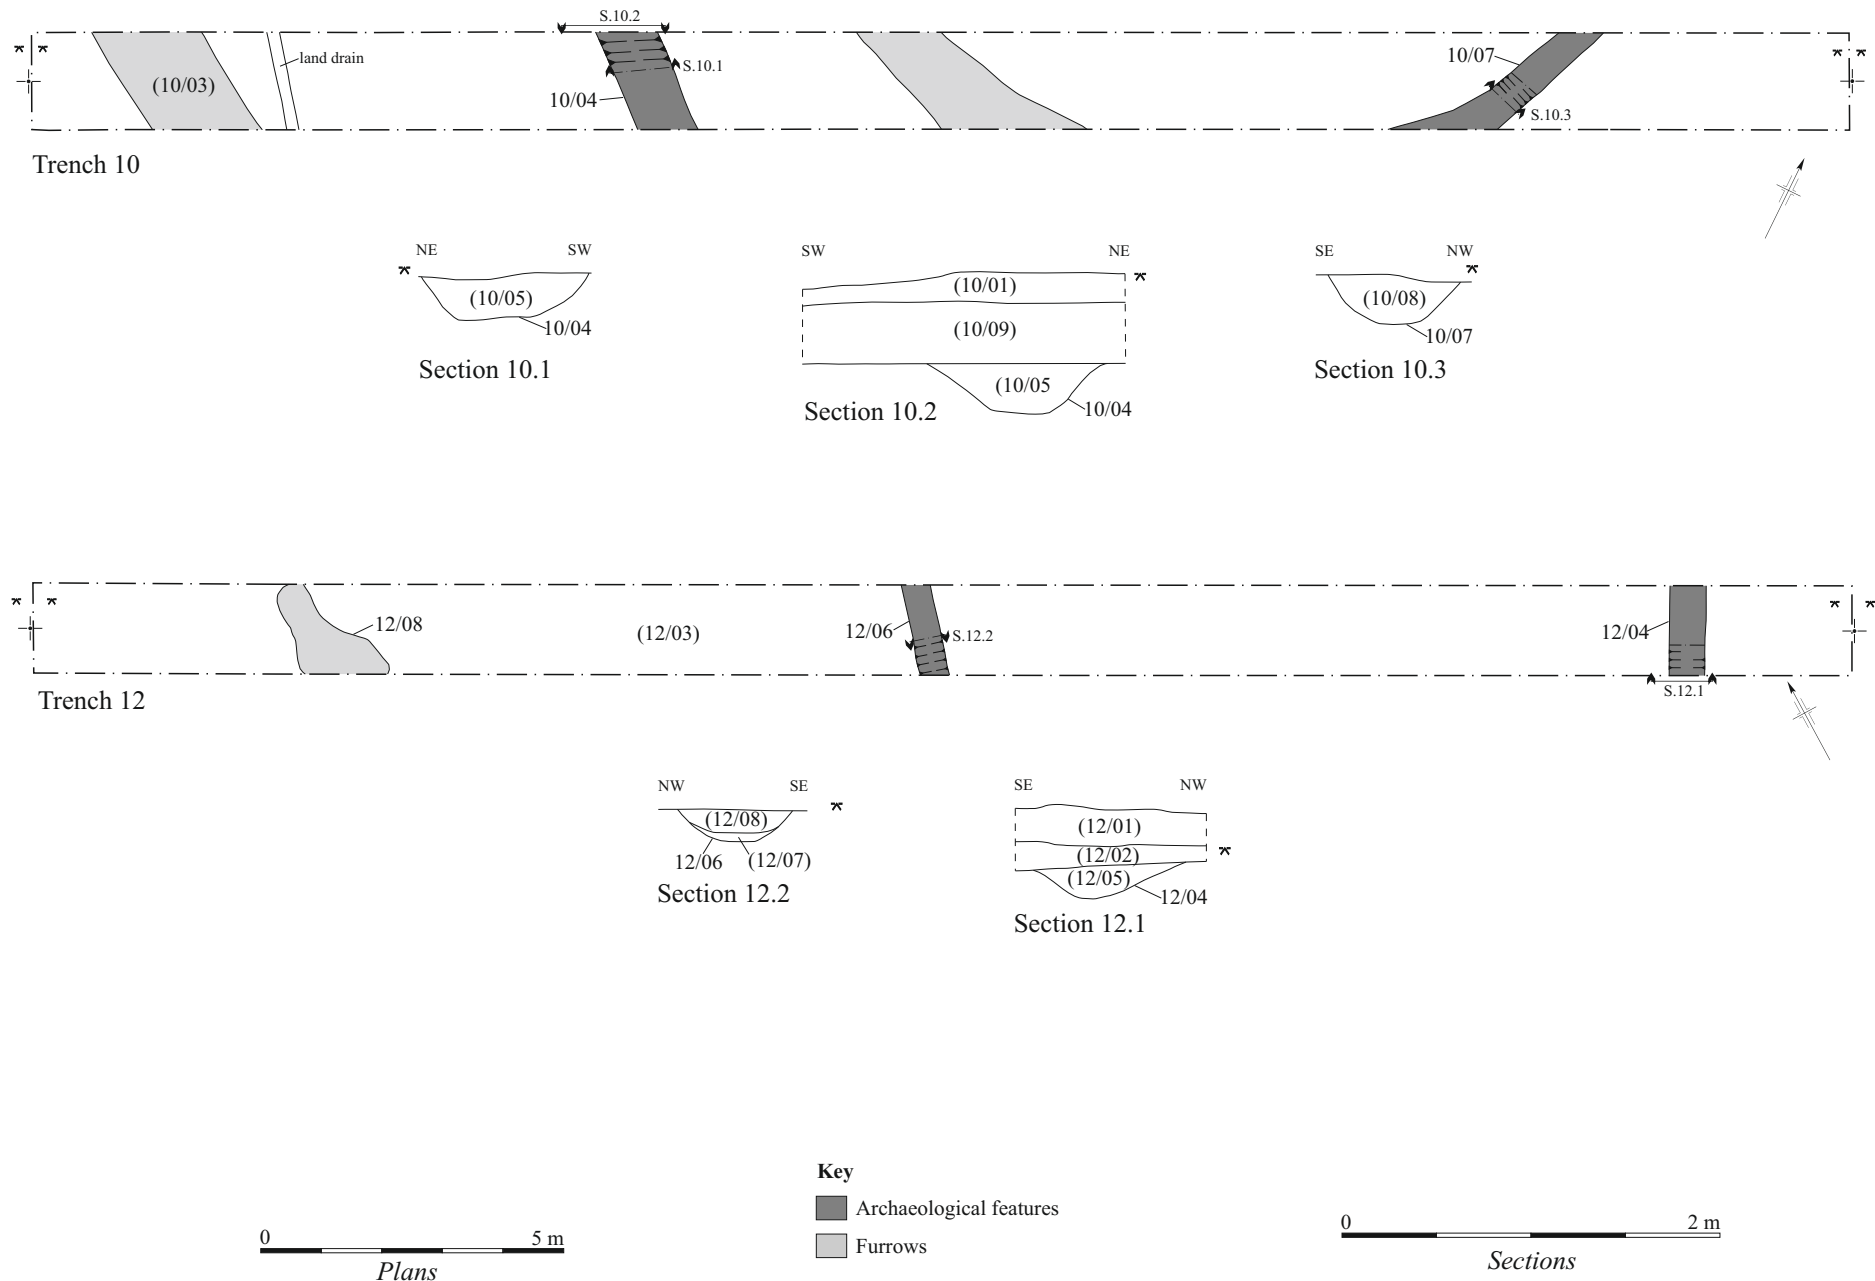 S.10.2
(10/03)
land drain
S.10.1
10/04
10/07
S.10.3
Trench 10
NE SW
(10/05)
10/04
Section 10.1
SW NE
(10/01)
(10/09)
(10/05
10/04
Section 10.2
SE NW
(10/08)
10/07
Section 10.3
12/08
(12/03)
12/06
S.12.2
12/04
S.12.1
Trench 12
NW SE
(12/08)
12/06 (12/07)
Section 12.2
SE NW
(12/01)
(12/02)
(12/05)
12/04
Section 12.1
Key
Archaeological features
Furrows
0 5 m
Plans
0 2 m
Sections